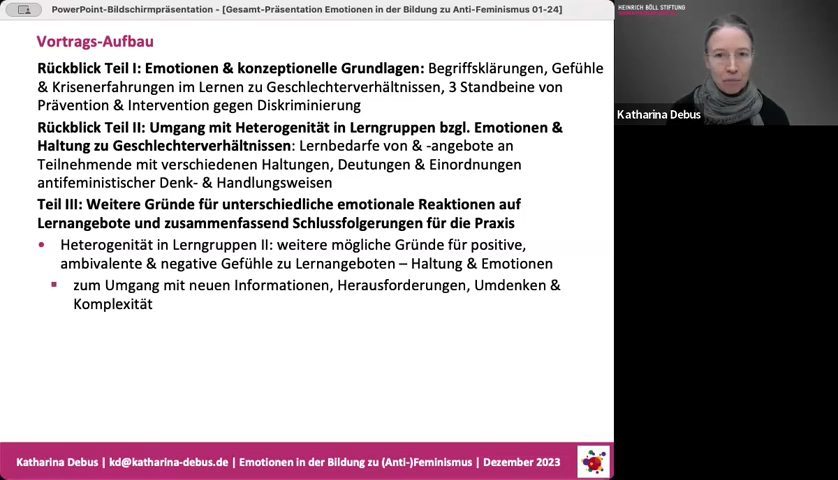 PowerPoint-Bildschirmpräsentation - [Gesamt-Präsentation Emotionen in der Bildung zu Anti-Feminismus 01-24]
HEINRICH BÖLL STIFTUNG
Vortrags-Aufbau
Rückblick Teil I: Emotionen & konzeptionelle Grundlagen: Begriffsklärungen, Gefühle
& Krisenerfahrungen im Lernen zu Geschlechterverhältnissen, 3 Standbeine von
Prävention & Intervention gegen Diskriminierung
Rückblick Teil II: Umgang mit Heterogenität in Lerngruppen bzgl. Emotionen &
Haltung zu Geschlechterverhältnissen: Lernbedarfe von & -angebote an
Teilnehmende mit verschiedenen Haltungen, Deutungen & Einordnungen
antifeministischer Denk- & Handlungsweisen
Teil III: Weitere Gründe für unterschiedliche emotionale Reaktionen auf
Lernangebote und zusammenfassend Schlussfolgerungen für die Praxis
• Heterogenität in Lerngruppen II: weitere mögliche Gründe für positive,
ambivalente & negative Gefühle zu Lernangeboten – Haltung & Emotionen
▪ zum Umgang mit neuen Informationen, Herausforderungen, Umdenken &
Komplexität
Katharina Debus | kd@katharina-debus.de | Emotionen in der Bildung zu (Anti-)Feminismus | Dezember 2023
Katharina Debus